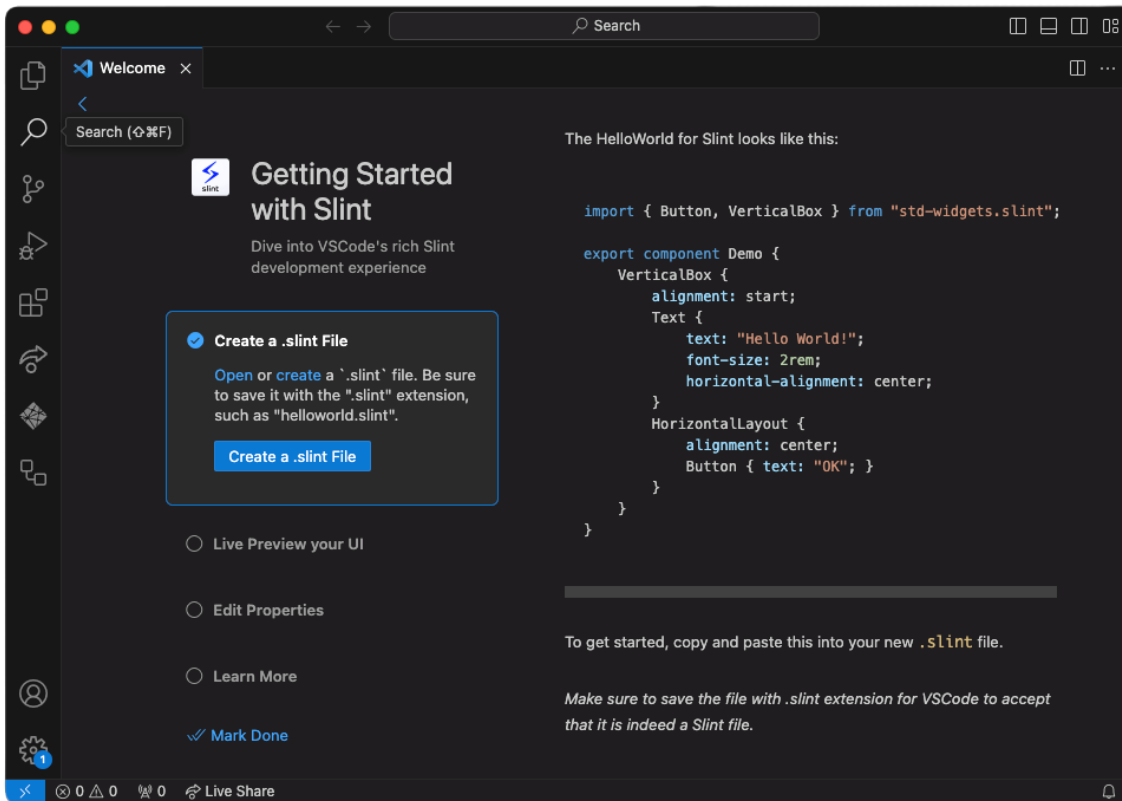 Search
Welcome
Search (⇧⌘F)
slint
Getting Started
with Slint
Dive into VSCode's rich Slint
development experience
Create a .slint File
Open or create a `.slint` file. Be sure
to save it with the ".slint" extension,
such as "helloworld.slint".
Create a .slint File
Live Preview your UI
Edit Properties
Learn More
Mark Done
The HelloWorld for Slint looks like this:
import { Button, VerticalBox } from "std-widgets.slint";
export component Demo {
    VerticalBox {
        alignment: start;
        Text {
            text: "Hello World!";
            font-size: 2rem;
            horizontal-alignment: center;
        }
        HorizontalLayout {
            alignment: center;
            Button { text: "OK"; }
        }
    }
}
To get started, copy and paste this into your new .slint file.
Make sure to save the file with .slint extension for VSCode to accept
that it is indeed a Slint file.
1
0 0 0 Live Share